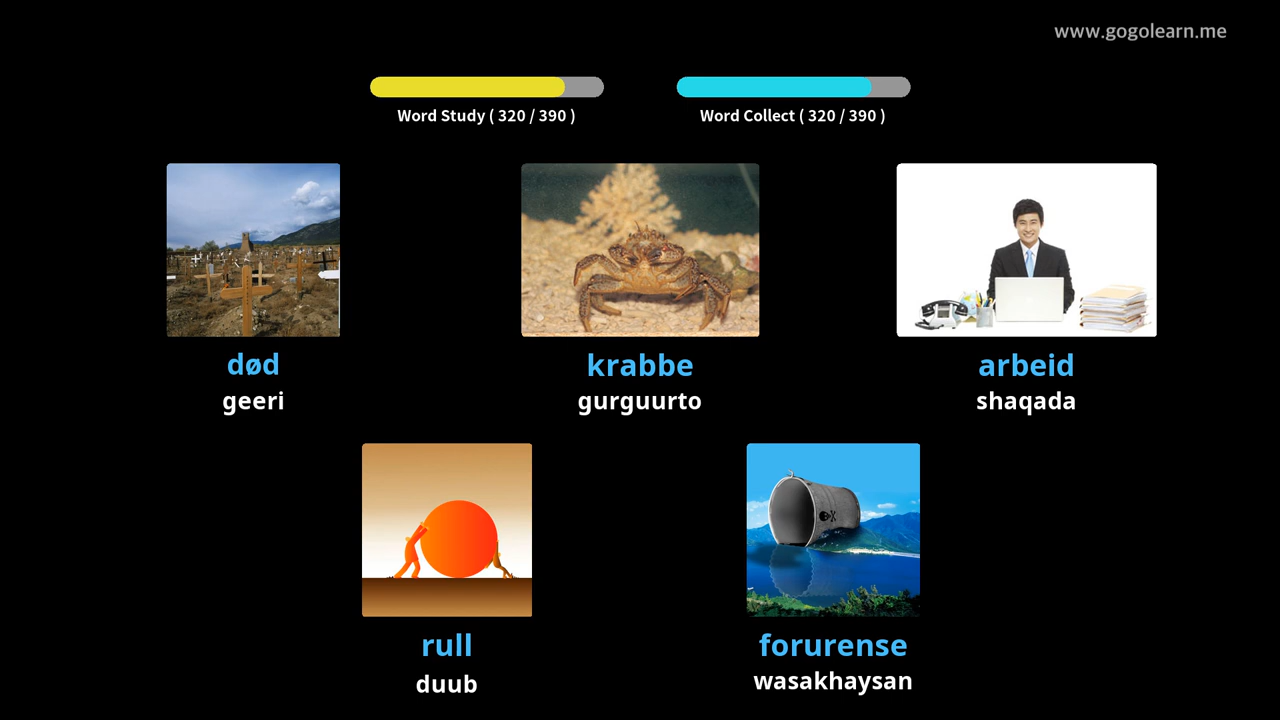 www.gogolearn.me
Word Study ( 320 / 390 )
Word Collect ( 320 / 390 )
død
geeri
krabbe
gurguurto
arbeid
shaqada
rull
duub
forurense
wasakhaysan